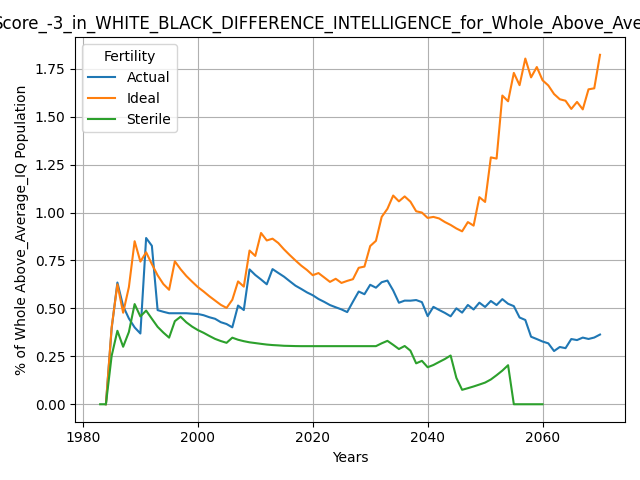 Score_-3_in_WHITE_BLACK_DIFFERENCE_INTELLIGENCE_for_Whole_Above_Ave
Fertility
Actual
Ideal
Sterile
% of Whole Above_Average_IQ Population
1.75
1.50
1.25
1.00
0.75
0.50
0.25
0.00
1980 2000 2020 2040 2060
Years